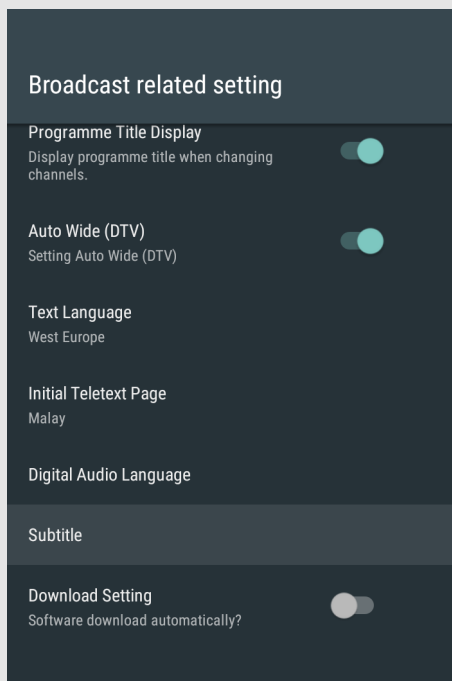 Broadcast related setting
Programme Title Display
Display programme title when changing
channels.
Auto Wide (DTV)
Setting Auto Wide (DTV)
Text Language
West Europe
Initial Teletext Page
Malay
Digital Audio Language
Subtitle
Download Setting
Software download automatically?